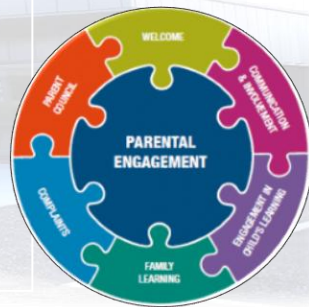 WELCOME
COMMUNICATION
& INVOLVEMENT
ENGAGEMENT IN
CHILD'S LEARNING
FAMILY
LEARNING
COMPLAINTS
PARENT
COUNCIL
PARENTAL
ENGAGEMENT